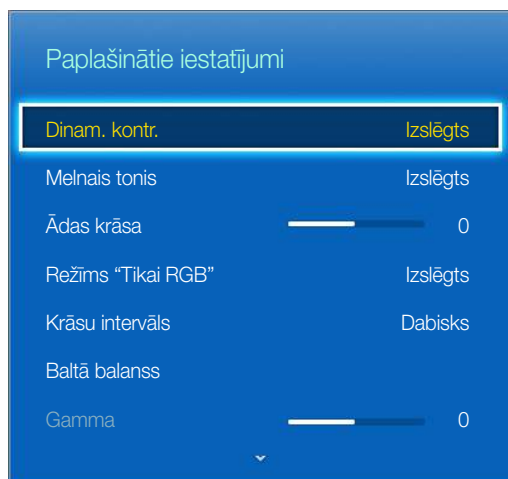 Paplašinātie iestatījumi
Dinam. kontr. Izslēgts
Melnais tonis Izslēgts
Ādas krāsa 0
Režīms “Tikai RGB” Izslēgts
Krāsu intervāls Dabisks
Baltā balanss
Gamma 0